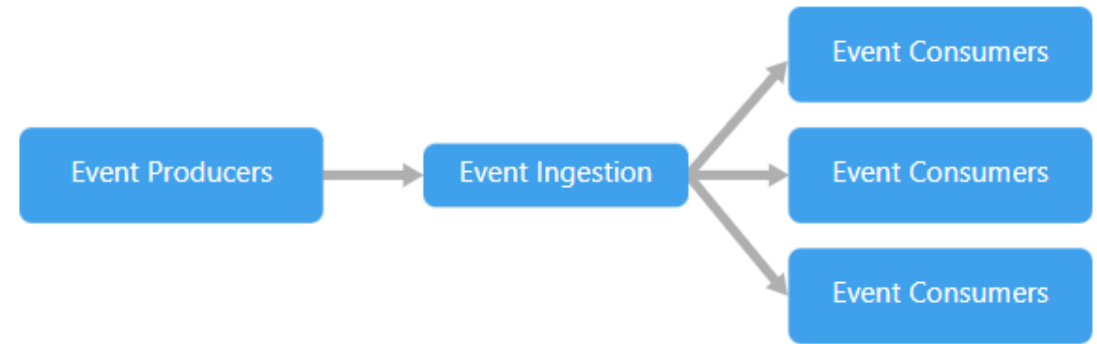 Event Consumers
Event Producers
Event Ingestion
Event Consumers
Event Consumers